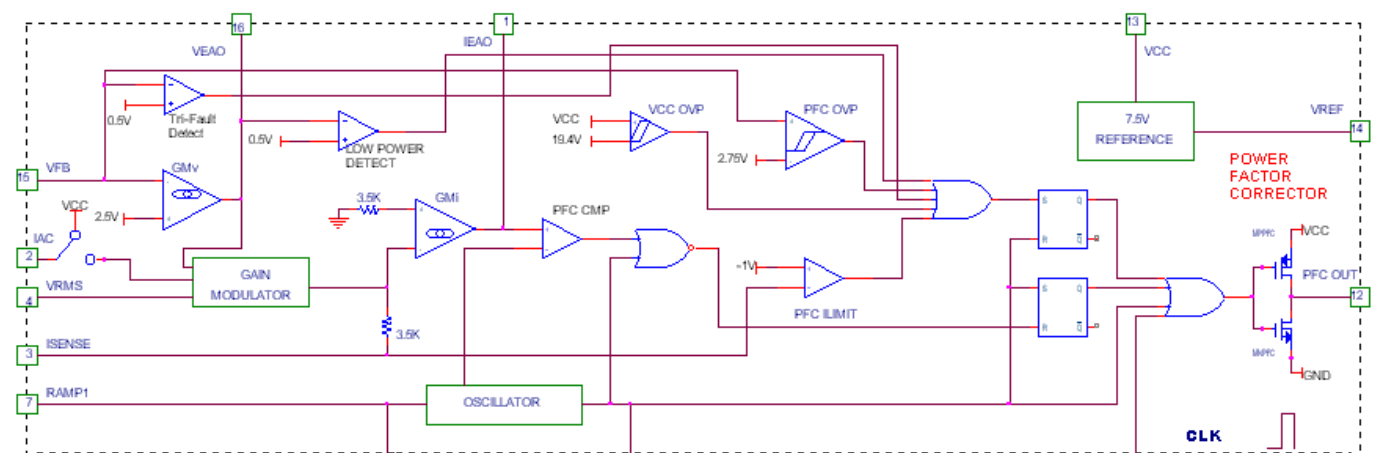 16
1
13
VEAO
IEAO
VCC
0.5V
Tri-Fault
Detect
0.5V
LOW POWER
DETECT
VCC OVP
VCC
19.4V
PFC OVP
2.75V
7.5V
REFERENCE
VREF
14
POWER
FACTOR
CORRECTOR
15
VFB
GMv
2.5V
VCC
IAC
2
3.5K
GMi
PFC CMP
S
Q
R
Q
VCC
PFC OUT
12
GAIN
MODULATOR
VRMS
4
~1V
PFC ILIMIT
S
Q
R
Q
3.5K
ISENSE
3
GND
RAMP1
7
OSCILLATOR
CLK